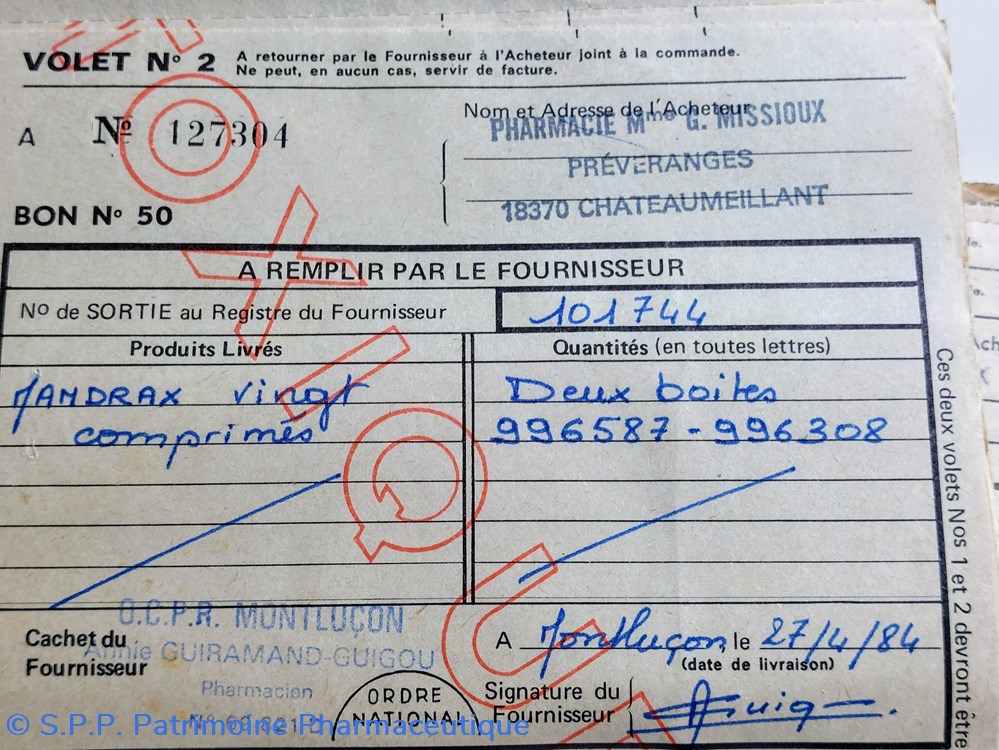 VOLET No 2 A retourner par le Fournisseur à l'Acheteur joint à la commande.
Ne peut, en aucun cas, servir de facture.
A No 127304
Nom et Adresse de l'Acheteur
PHARMACIE Mme G. MISSIOUX
PRÉVERANGES
18370 CHATEAUMEILLANT
BON No 50
A REMPLIR PAR LE FOURNISSEUR
No de SORTIE au Registre du Fournisseur 101744
Produits Livrés Quantités (en toutes lettres)
MANDRAX vingt Deux boites
comprimés 996587-996308
Ces deux volets Nos 1 et 2 devront être
O.C.P.R. MONTLUÇON
Annie GUIRAMAND-GUIGOU
Pharmacien
Cachet du
Fournisseur
A Montluçon le 27/4/84
(date de livraison)
ORDRE
NATIONAL
Signature du
Fournisseur
© S.P.P. Patrimoine Pharmaceutique